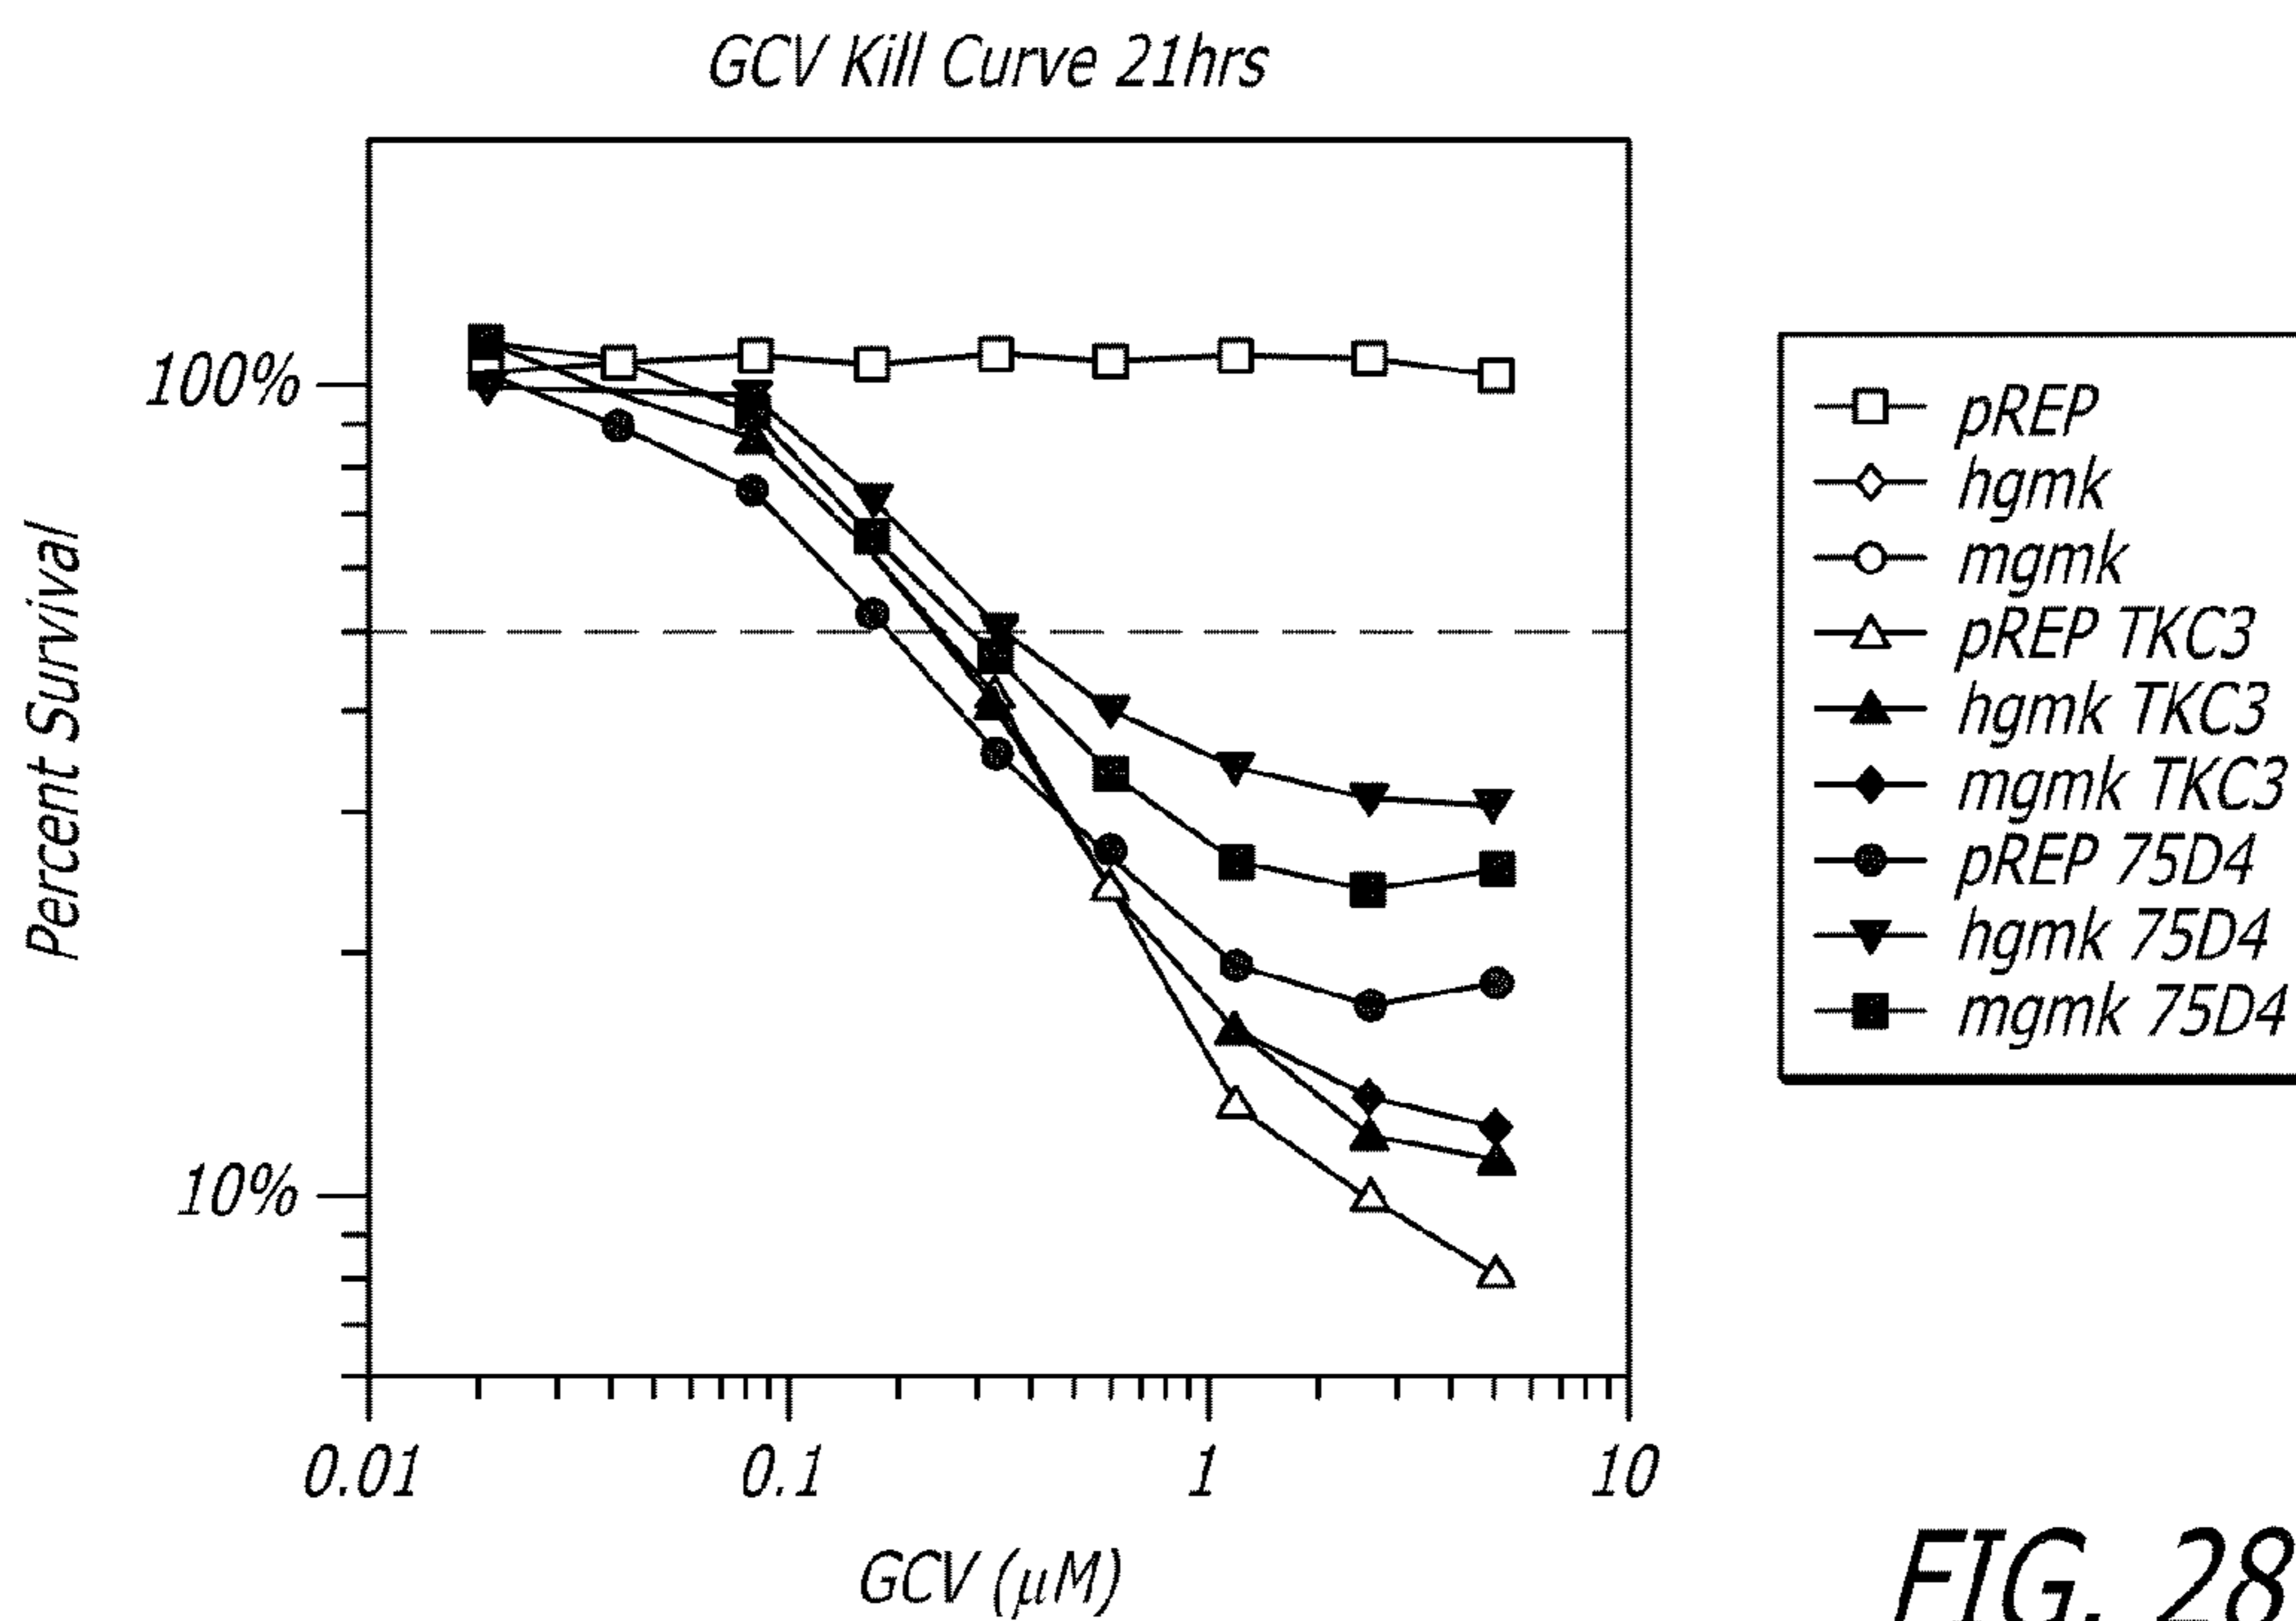 GCV Kill Curve 21hrs
Percent Survival
100%
10%
0.01
0.1
1
10
GCV (μM)
pREP
hgmk
mgmk
pREP TKC3
hgmk TKC3
mgmk TKC3
pREP 75D4
hgmk 75D4
mgmk 75D4
FIG. 28